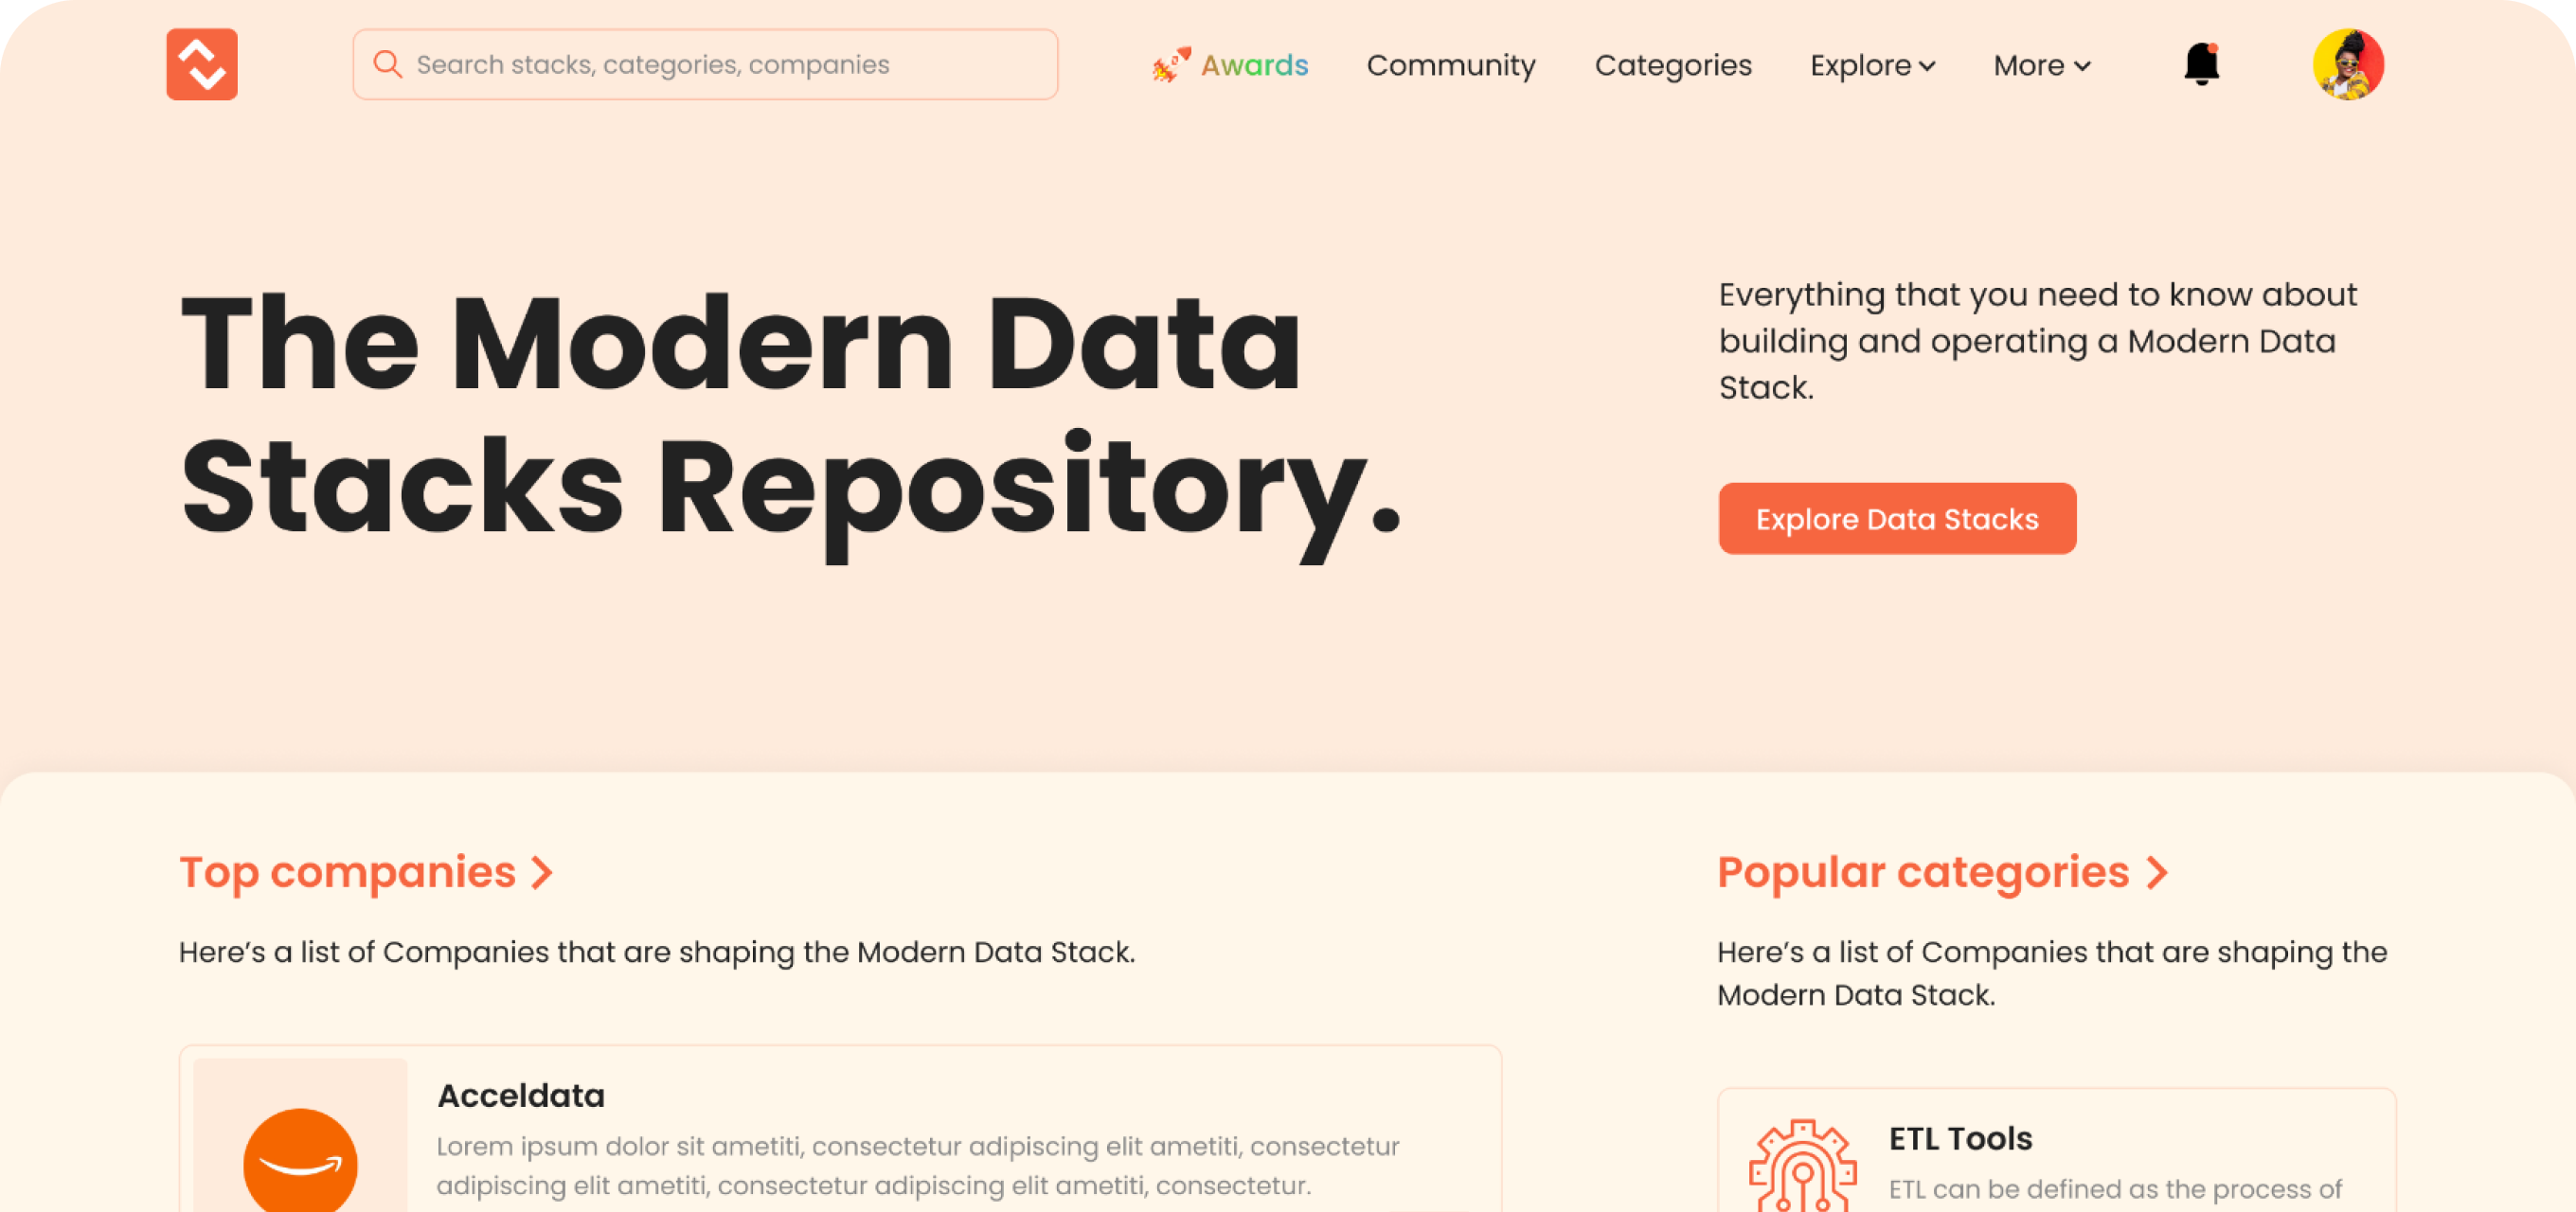 Search stacks, categories, companies
Awards
Community
Categories
Explore
More
The Modern Data
Stacks Repository.
Everything that you need to know about
building and operating a Modern Data
Stack.
Explore Data Stacks
Top companies
Here’s a list of Companies that are shaping the Modern Data Stack.
Acceldata
Lorem ipsum dolor sit ametiti, consectetur adipiscing elit ametiti, consectetur
adipiscing elit ametiti, consectetur adipiscing elit ametiti, consectetur.
Popular categories
Here’s a list of Companies that are shaping the
Modern Data Stack.
ETL Tools
ETL can be defined as the process of